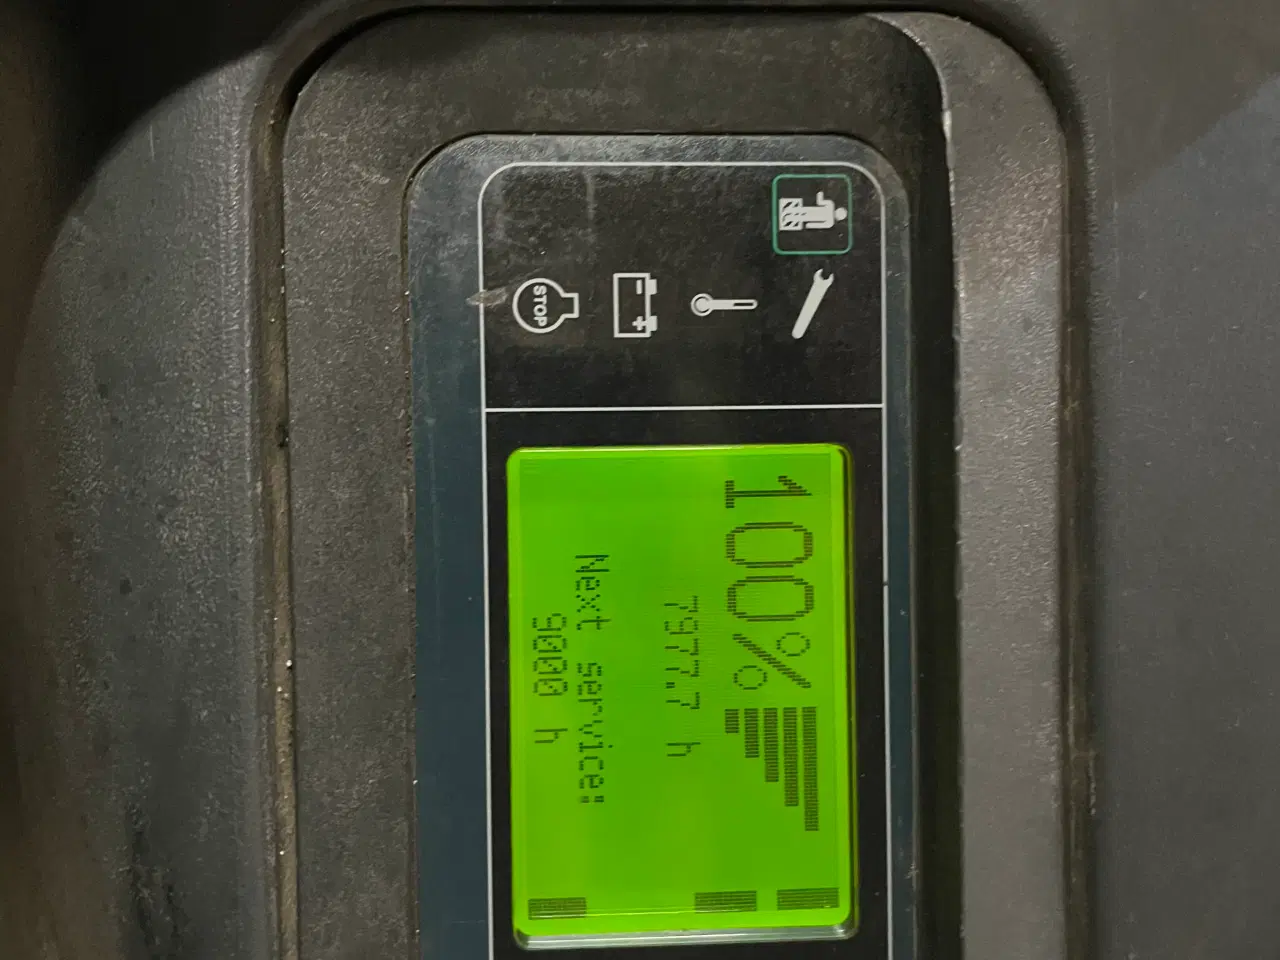 STOP
100%
7977.7 h
Next service:
9000 h